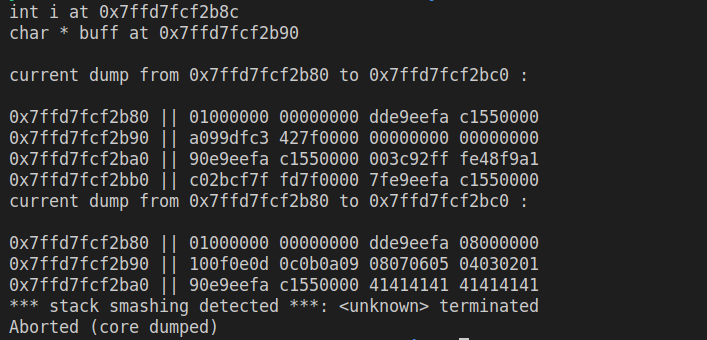 int i at 0x7ffd7fcf2b8c
char * buff at 0x7ffd7fcf2b90
current dump from 0x7ffd7fcf2b80 to 0x7ffd7fcf2bc0 :
0x7ffd7fcf2b80 || 01000000 00000000 dde9eefa c1550000
0x7ffd7fcf2b90 || a099dfc3 427f0000 00000000 00000000
0x7ffd7fcf2ba0 || 90e9eefa c1550000 003c92ff fe48f9a1
0x7ffd7fcf2bb0 || c02bcf7f fd7f0000 7fe9eefa c1550000
current dump from 0x7ffd7fcf2b80 to 0x7ffd7fcf2bc0 :
0x7ffd7fcf2b80 || 01000000 00000000 dde9eefa 08000000
0x7ffd7fcf2b90 || 100f0e0d 0c0b0a09 08070605 04030201
0x7ffd7fcf2ba0 || 90e9eefa c1550000 41414141 41414141
*** stack smashing detected ***: <unknown> terminated
Aborted (core dumped)